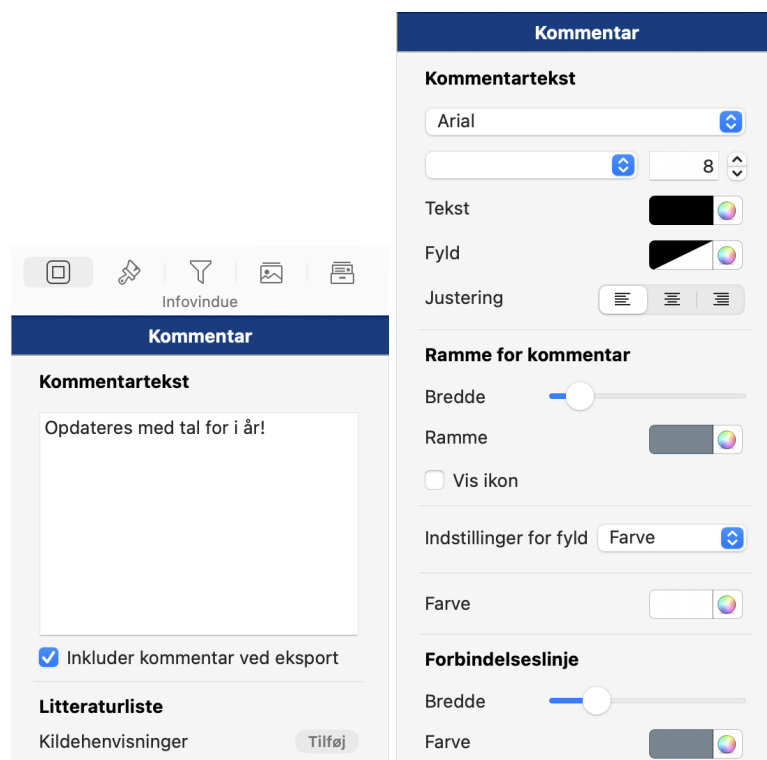 Infovindue
Kommentar
Kommentartekst
Opdateres med tal for i år!
Inkluder kommentar ved eksport
Litteraturliste
Kildehenvisninger
Tilføj
Kommentar
Kommentartekst
Arial
8
Tekst
Fyld
Justering
Ramme for kommentar
Bredde
Ramme
Vis ikon
Indstillinger for fyld
Farve
Farve
Forbindelseslinje
Bredde
Farve